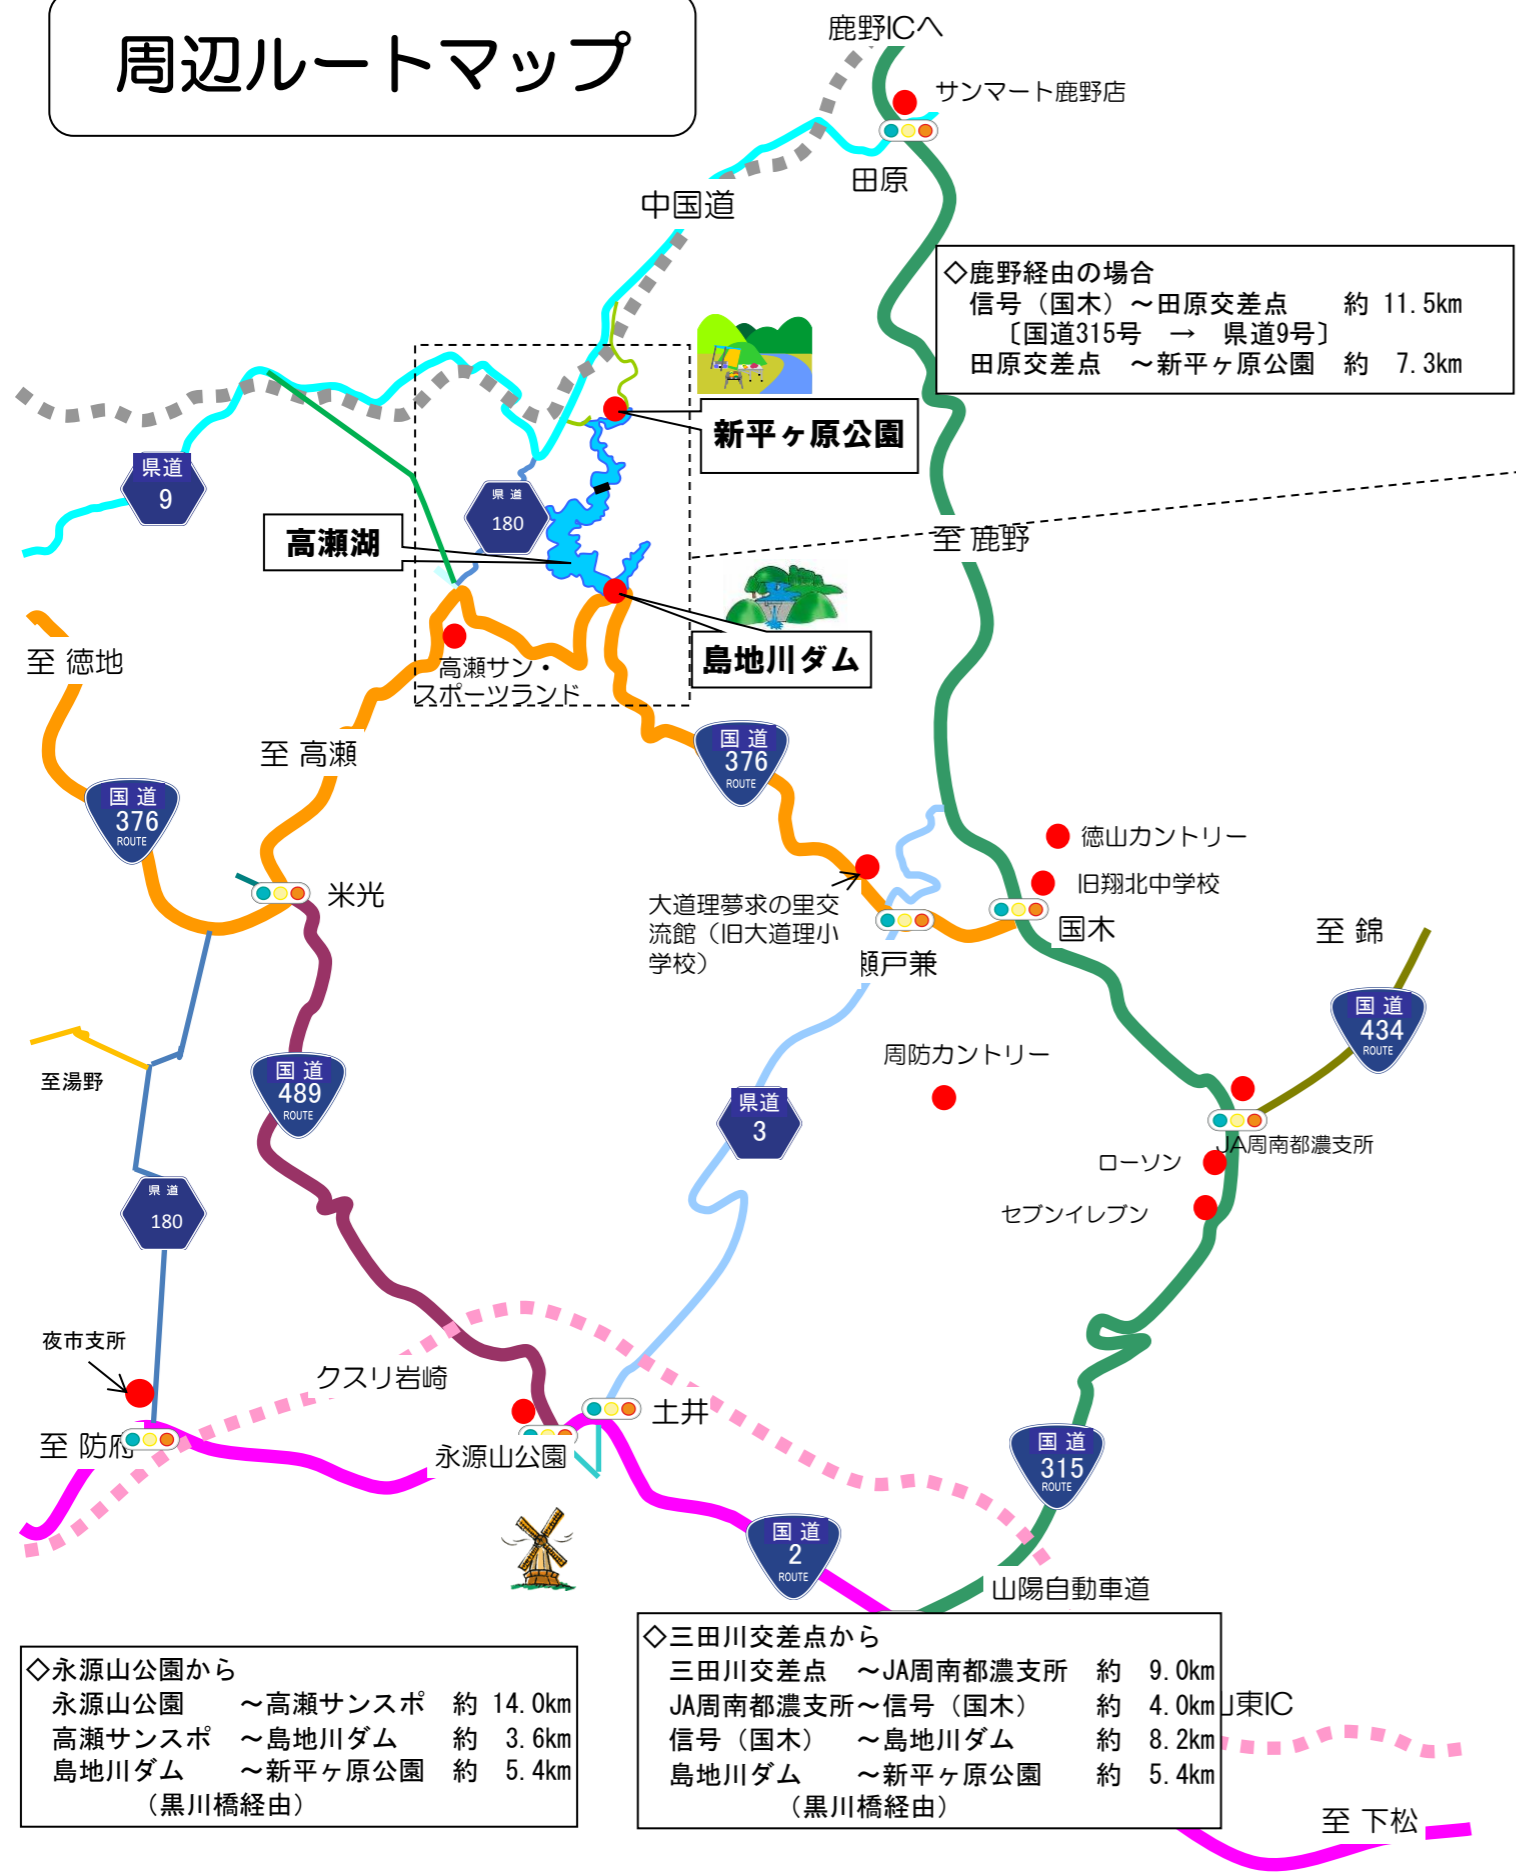 周辺ルートマップ
鹿野ICへ
サンマート鹿野店
田原
中国道
◇鹿野経由の場合
信号（国木）～田原交差点 約 11.5km
〔国道315号 → 県道9号〕
田原交差点 ～新平ヶ原公園 約 7.3km
新平ヶ原公園
県道
9
県道
180
高瀬湖
至 鹿野
島地川ダム
至 徳地
高瀬サン・
スポーツランド
至 高瀬
国道
376
ROUTE
国道
376
ROUTE
徳山カントリー
旧翔北中学校
米光
大道理夢求の里交
流館（旧大道理小
学校）
国木
至 錦
瀬戸兼
国道
434
ROUTE
周防カントリー
至湯野
国道
489
ROUTE
県道
3
JA周南都濃支所
ローソン
セブンイレブン
県道
180
夜市支所
クスリ岩崎
土井
至 防府
永源山公園
国道
315
ROUTE
国道
2
ROUTE
山陽自動車道
◇永源山公園から
永源山公園 ～高瀬サンスポ 約 14.0km
高瀬サンスポ ～島地川ダム 約 3.6km
島地川ダム ～新平ヶ原公園 約 5.4km
（黒川橋経由）
◇三田川交差点から
三田川交差点 ～JA周南都濃支所 約 9.0km
JA周南都濃支所～信号（国木） 約 4.0km
信号（国木） ～島地川ダム 約 8.2km
島地川ダム ～新平ヶ原公園 約 5.4km
（黒川橋経由）
東IC
至 下松